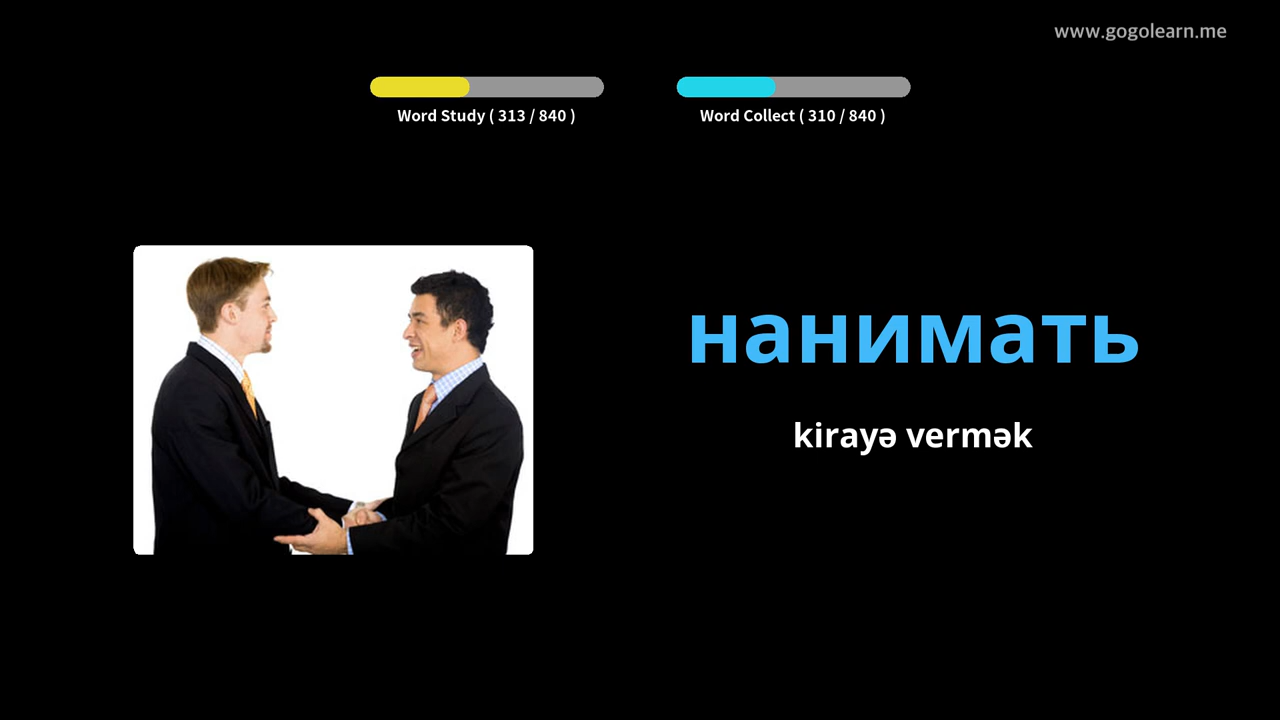 www.gogolearn.me
Word Study ( 313 / 840 )
Word Collect ( 310 / 840 )
нанимать
kirayə vermək